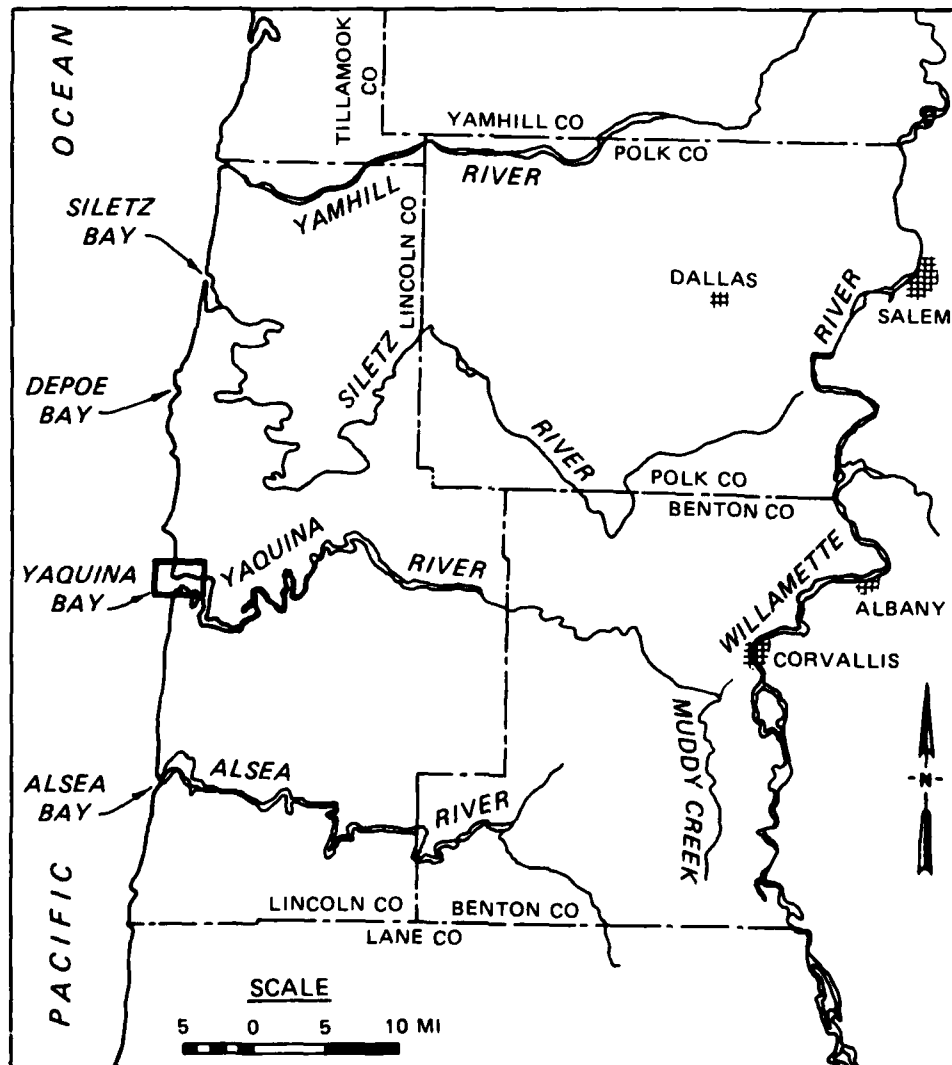 OCEAN
PACIFIC
TILLAMOOK
CO
YAMHILL CO
POLK CO
YAMHILL
RIVER
SILETZ
BAY
LINCOLN CO
DALLAS
RIVER
SALEM
SILETZ
RIVER
DEPOE
BAY
POLK CO
BENTON CO
YAQUINA
BAY
YAQUINA
RIVER
WILLAMETTE
ALBANY
CORVALLIS
MUDDY CREEK
-N-
ALSEA
BAY
ALSEA
RIVER
LINCOLN CO
BENTON CO
LANE CO
SCALE
5 0 5 10 MI